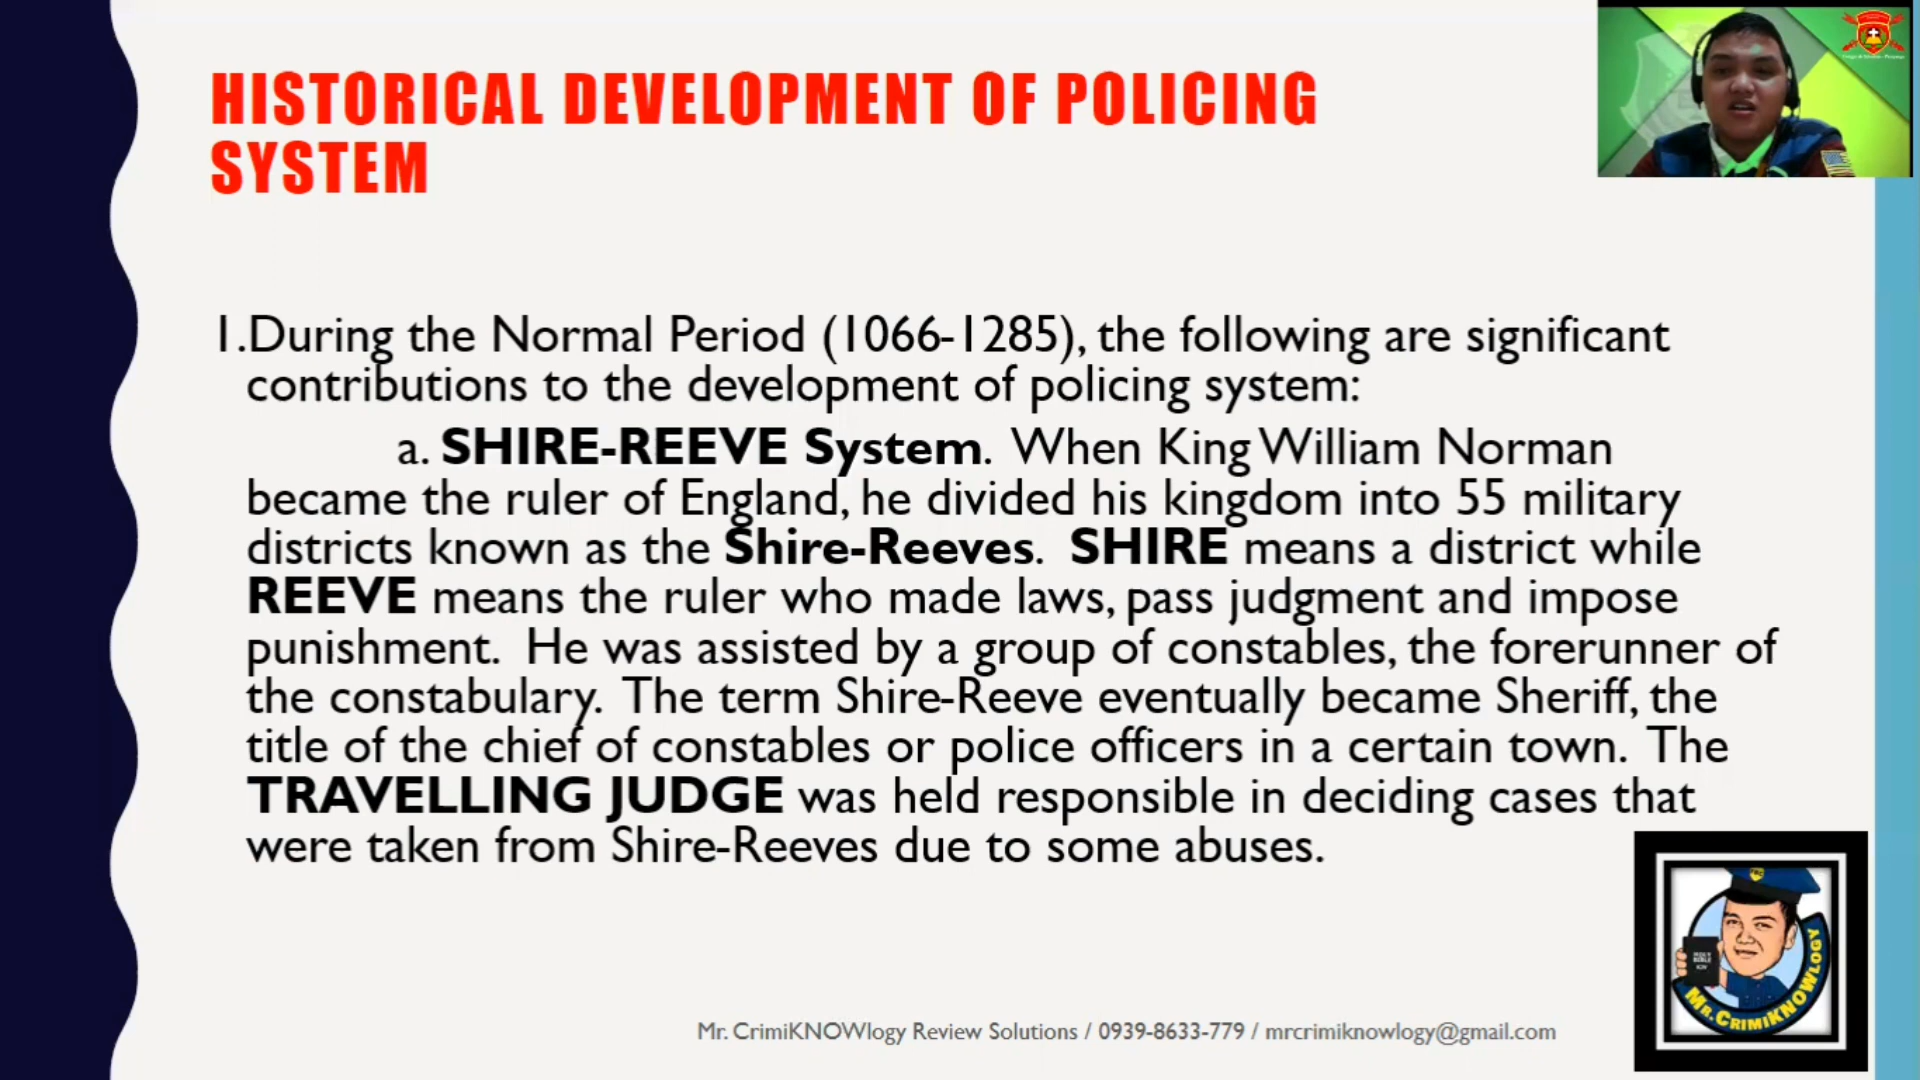 HISTORICAL DEVELOPMENT OF POLICING
SYSTEM
1.During the Normal Period (1066-1285), the following are significant
contributions to the development of policing system:
a. SHIRE-REEVE System. When King William Norman
became the ruler of England, he divided his kingdom into 55 military
districts known as the Shire-Reeves. SHIRE means a district while
REEVE means the ruler who made laws, pass judgment and impose
punishment. He was assisted by a group of constables, the forerunner of
the constabulary. The term Shire-Reeve eventually became Sheriff, the
title of the chief of constables or police officers in a certain town. The
TRAVELLING JUDGE was held responsible in deciding cases that
were taken from Shire-Reeves due to some abuses.
HOLY
BIBLE
KJV
MR. CRIMIKNOWLOGY
Mr. CrimiKNOWlogy Review Solutions / 0939-8633-779 / mrcrimiknowlogy@gmail.com